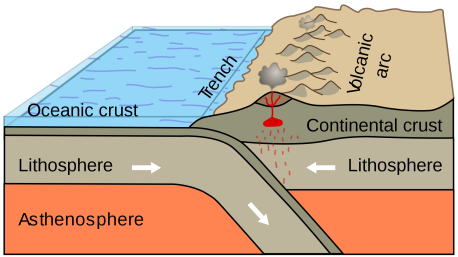 Trench
Volcanic
arc
Oceanic crust
Continental crust
Lithosphere
Lithosphere
Asthenosphere